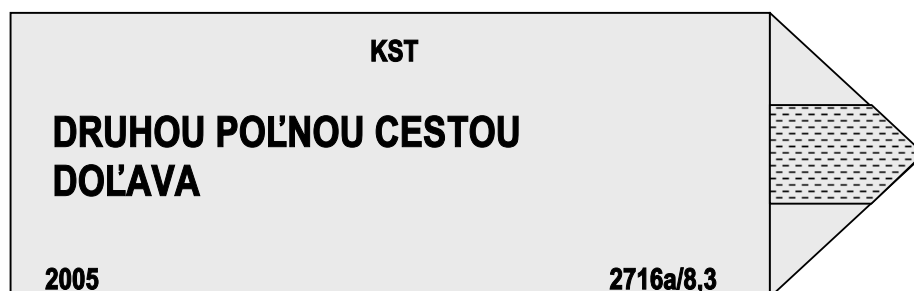 KST
DRUHOU POĽNOU CESTOU
DOĽAVA
2005 2716a/8,3